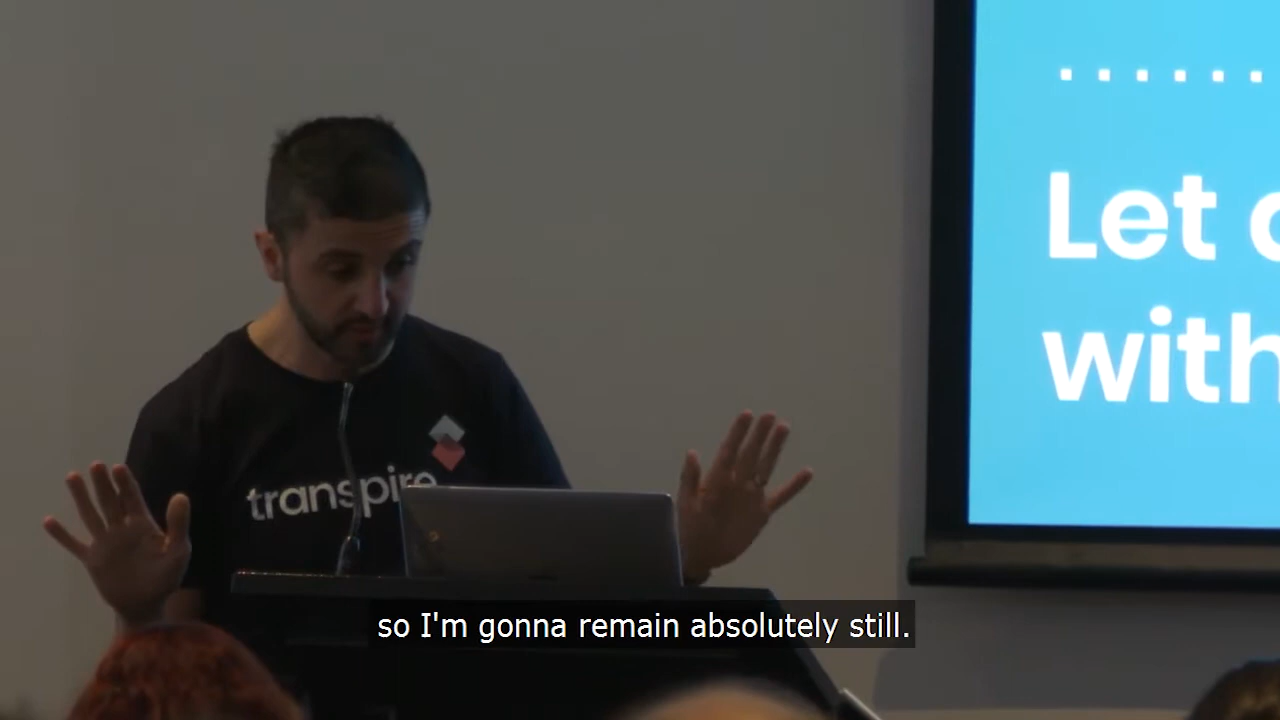 Let
with
transpire
so I'm gonna remain absolutely still.